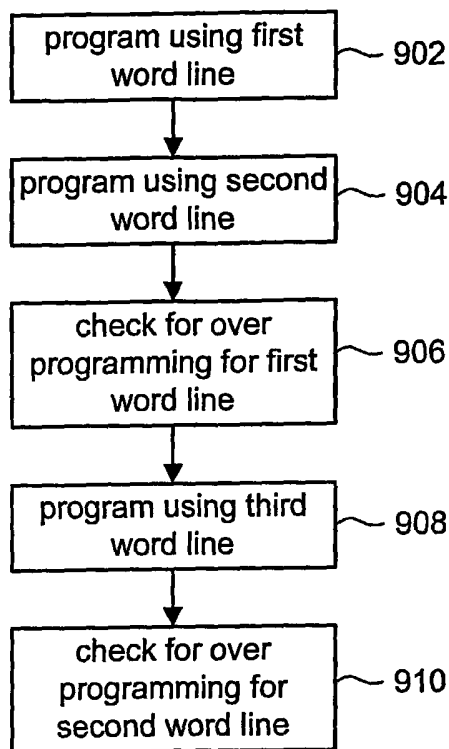 program using first
word line
902
program using second
word line
904
check for over
programming for first
word line
906
program using third
word line
908
check for over
programming for
second word line
910